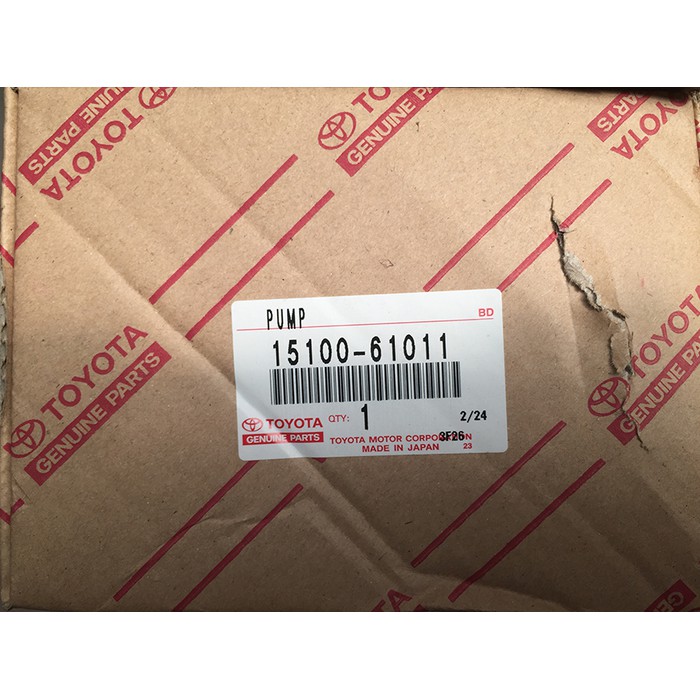 TOYOTA
GENUINE PARTS
TOYOTA
GENUINE PARTS
TOYOTA
GENUINE PARTS
TOYOTA
GENUINE PARTS
PUMP
BD
15100-61011
TOYOTA
GENUINE PARTS
QTY: 1
2/24
TOYOTA MOTOR CORPORATION
3F26
MADE IN JAPAN
23